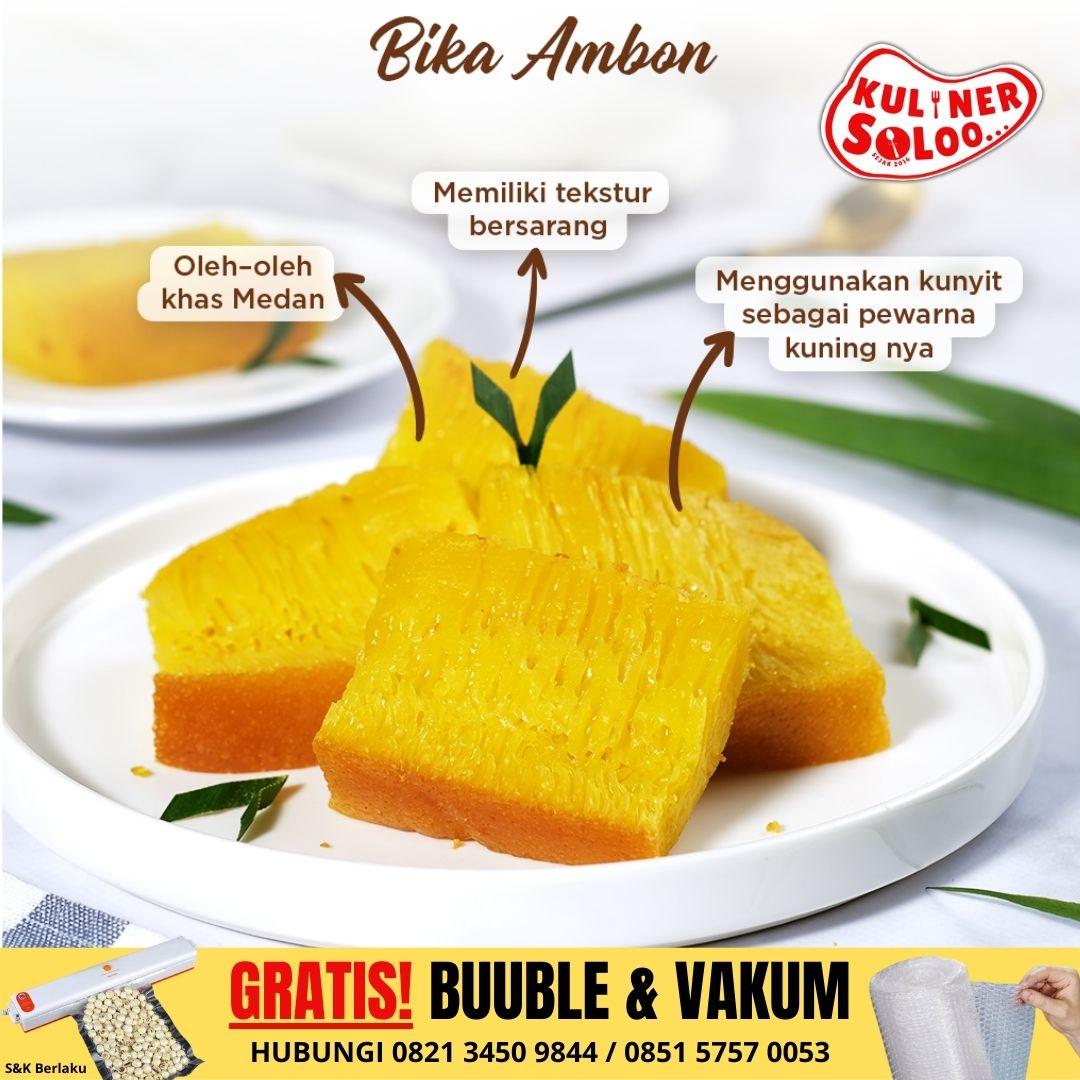 Bika Ambon
KULINER
SOLOO...
SEJAK 2016
Memiliki tekstur
bersarang
Oleh-oleh
khas Medan
Menggunakan kunyit
sebagai pewarna
kuning nya
GRATIS! BUUBLE & VAKUM
HUBUNGI 0821 3450 9844 / 0851 5757 0053
S&K Berlaku